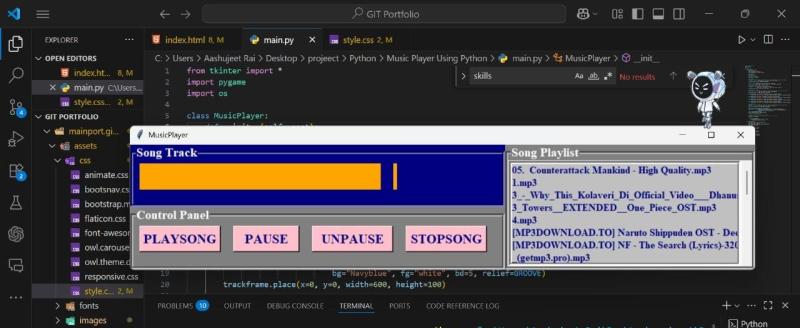 GIT Portfolio
EXPLORER
index.html 8, M
main.py
style.css 2, M
OPEN EDITORS
index.ht... 8, M
main.py C:\Users...
style.css... 2, M
C: > Users > Aashujeet Rai > Desktop > proieect > Python > Music Player Using Python > main.py > MusicPlayer > __init__
from tkinter import *
import pygame
import os
class MusicPlayer:
skills
Aa
ab
No results
GIT PORTFOLIO
mainport.gi...
assets
css
animate.css
bootsnav.css
bootstrap.m...
flaticon.css
font-awes...
owl.carouse...
owl.theme.d...
responsive.css
style.c... 2, M
fonts
images
MusicPlayer
Song Track
Song Playlist
05. Counterattack Mankind - High Quality.mp3
1.mp3
3_-_Why_This_Kolaveri_Di_Official_Video___Dhanu
3_Towers__EXTENDED__One_Piece_OST.mp3
4.mp3
[MP3DOWNLOAD.TO] Naruto Shippuden OST - Dec
[MP3DOWNLOAD.TO] NF - The Search (Lyrics)-320
_(getmp3.pro).mp3
Control Panel
PLAYSONG
PAUSE
UNPAUSE
STOPSONG
19
bg="Navyblue", fg="white", bd=5, relief=GROOVE)
20
trackframe.place(x=0, y=0, width=600, height=100)
PROBLEMS 10
OUTPUT
DEBUG CONSOLE
TERMINAL
PORTS
CODE REFERENCE LOG
Python